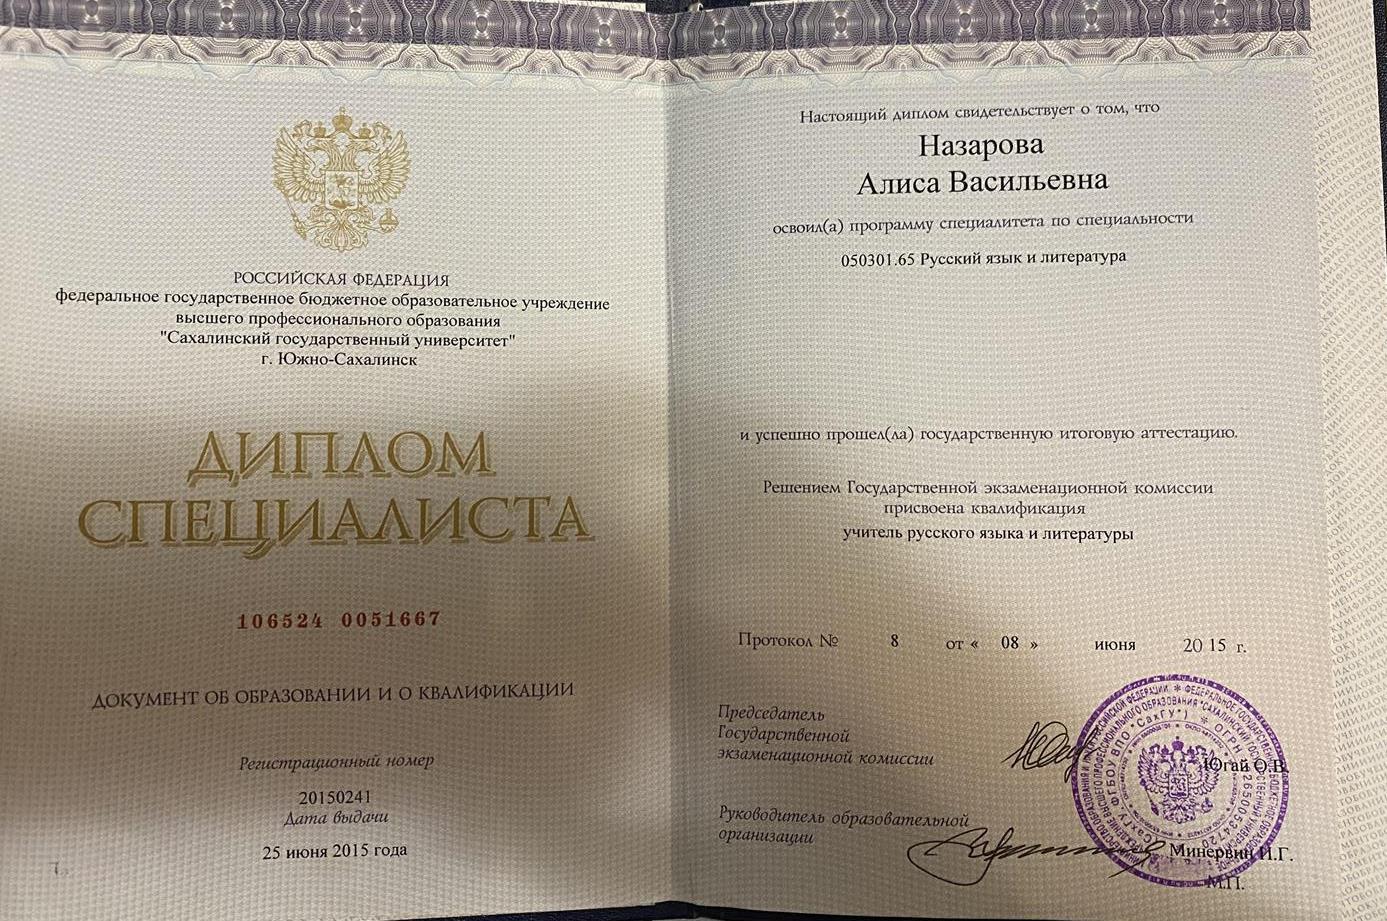 РОССИЙСКАЯ ФЕДЕРАЦИЯ
федеральное государственное бюджетное образовательное учреждение
высшего профессионального образования
"Сахалинский государственный университет"
г. Южно-Сахалинск
ДИПЛОМ
СПЕЦИАЛИСТА
106524 0051667
ДОКУМЕНТ ОБ ОБРАЗОВАНИИ И О КВАЛИФИКАЦИИ
Регистрационный номер
20150241
Дата выдачи
25 июня 2015 года
Настоящий диплом свидетельствует о том, что
Назарова
Алиса Васильевна
освоил(а) программу специалитета по специальности
050301.65 Русский язык и литература
и успешно прошел(ла) государственную итоговую аттестацию.
Решением Государственной экзаменационной комиссии
присвоена квалификация
учитель русского языка и литературы
Протокол № 8 от « 08 » июня 20 15 г.
Председатель
Государственной
экзаменационной комиссии
Югай О.В.
Руководитель образовательной
организации
Минервин И.Г.
М.П.